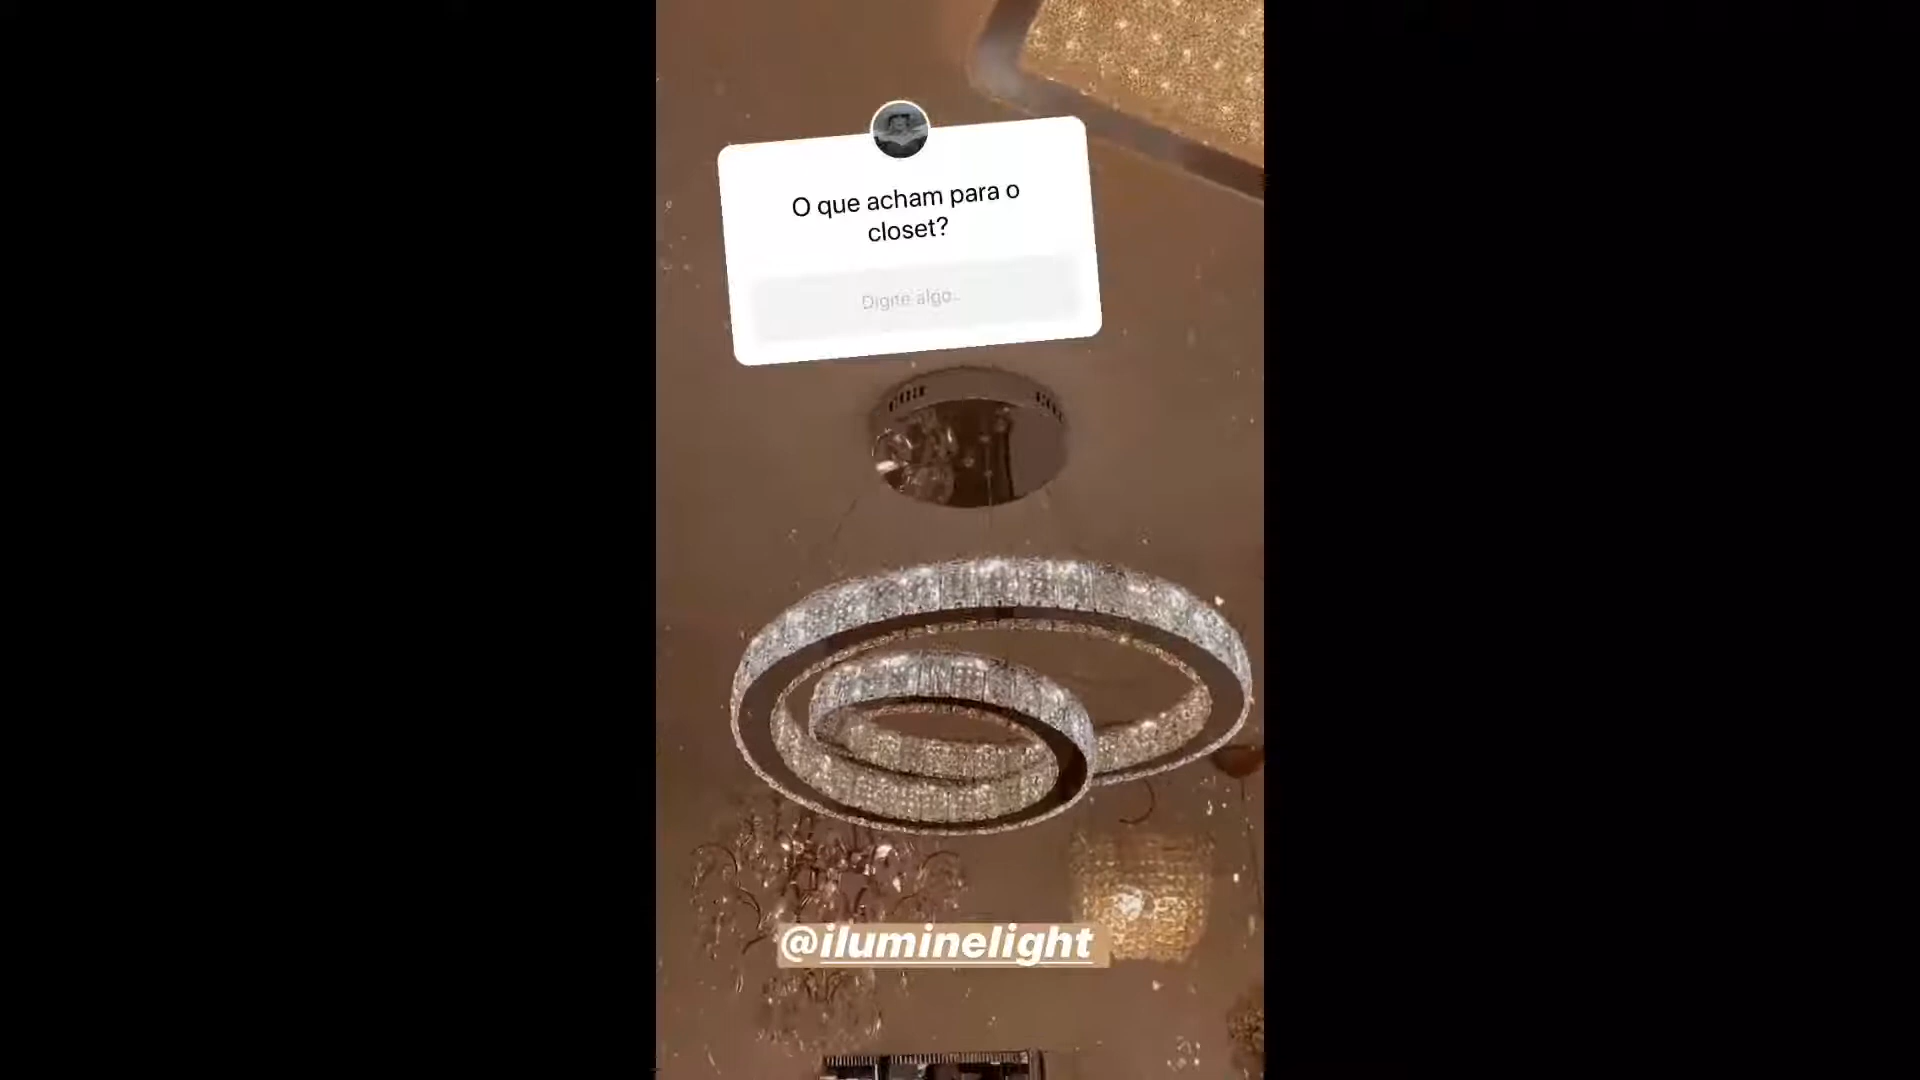 O que acham para o
closet?
Digite algo...
@iluminelight